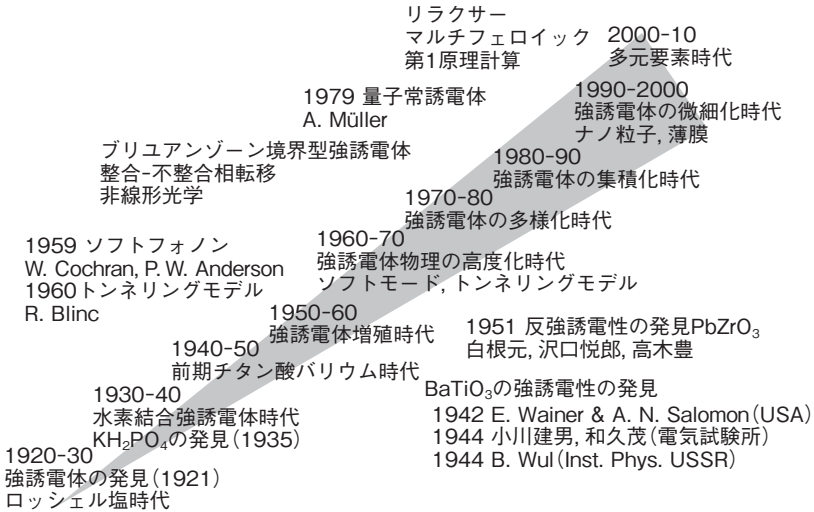 リラクサー
マルチフェロイック
第1原理計算
2000-10
多元要素時代
1979 量子常誘電体
A. Müller
1990-2000
強誘電体の微細化時代
ナノ粒子, 薄膜
ブリユアンゾーン境界型強誘電体
整合-不整合相転移
非線形光学
1980-90
強誘電体の集積化時代
1970-80
強誘電体の多様化時代
1959 ソフトフォノン
W. Cochran, P. W. Anderson
1960トンネリングモデル
R. Blinc
1960-70
強誘電体物理の高度化時代
ソフトモード, トンネリングモデル
1950-60
強誘電体増殖時代
1951 反強誘電性の発見PbZrO₃
白根元, 沢口悦郎, 高木豊
1940-50
前期チタン酸バリウム時代
BaTiO₃の強誘電性の発見
1942 E. Wainer & A. N. Salomon(USA)
1944 小川建男, 和久茂(電気試験所)
1944 B. Wul(Inst. Phys. USSR)
1930-40
水素結合強誘電体時代
KH₂PO₄の発見(1935)
1920-30
強誘電体の発見(1921)
ロッシェル塩時代